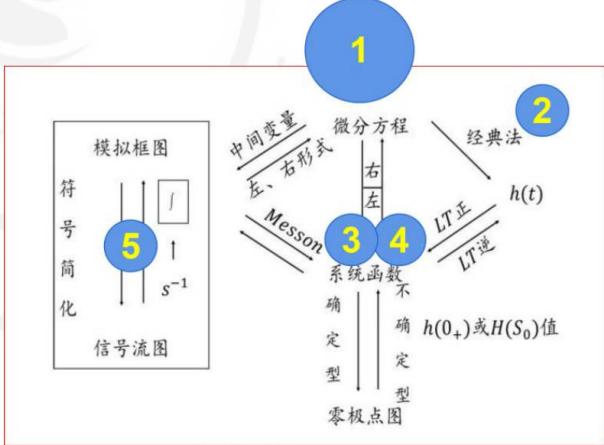 1
2
微分方程
经典法
中间变量
左、右形式
模拟框图
符号简化
∫
s⁻¹
5
信号流图
右
左
h(t)
LT正
LT逆
Messon
3
4
系统函数
确定型
不确定型
h(0₊)或H(S₀)值
零极点图